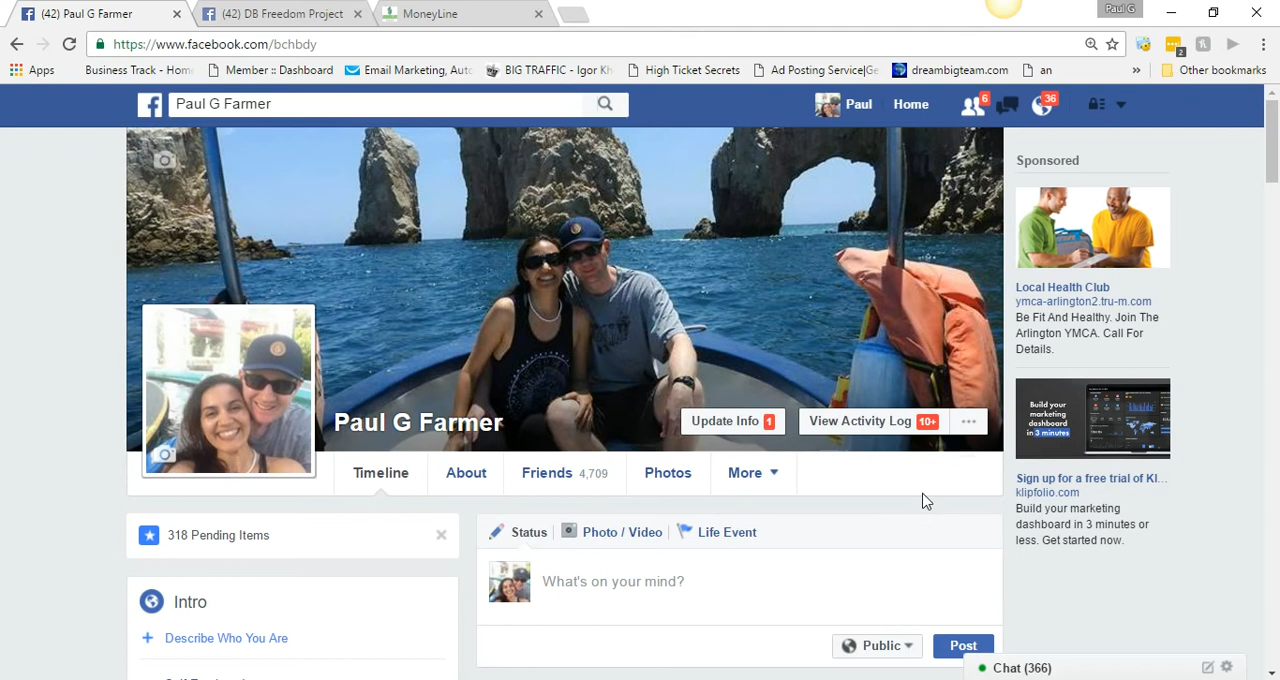 (42) Paul G Farmer
(42) DB Freedom Project
MoneyLine
Paul G
https://www.facebook.com/bchbdy
2
Apps
Business Track - Home
Member :: Dashboard
Email Marketing, Auto
BIG TRAFFIC - Igor Kh
High Ticket Secrets
Ad Posting Service|Ge
dreambigteam.com
an
»
Other bookmarks
Paul G Farmer
Paul
Home
6
36
Sponsored
Local Health Club
ymca-arlington2.tru-m.com
Be Fit And Healthy. Join The
Arlington YMCA. Call For
Details.
Build your
marketing
dashboard
in 3 minutes
Sign up for a free trial of Kl...
klipfolio.com
Build your marketing
dashboard in 3 minutes or
less. Get started now.
Paul G Farmer
Update Info 1
View Activity Log 10+
...
Timeline
About
Friends 4,709
Photos
More
318 Pending Items
Intro
Describe Who You Are
Status
Photo / Video
Life Event
What's on your mind?
Public
Post
Chat (366)